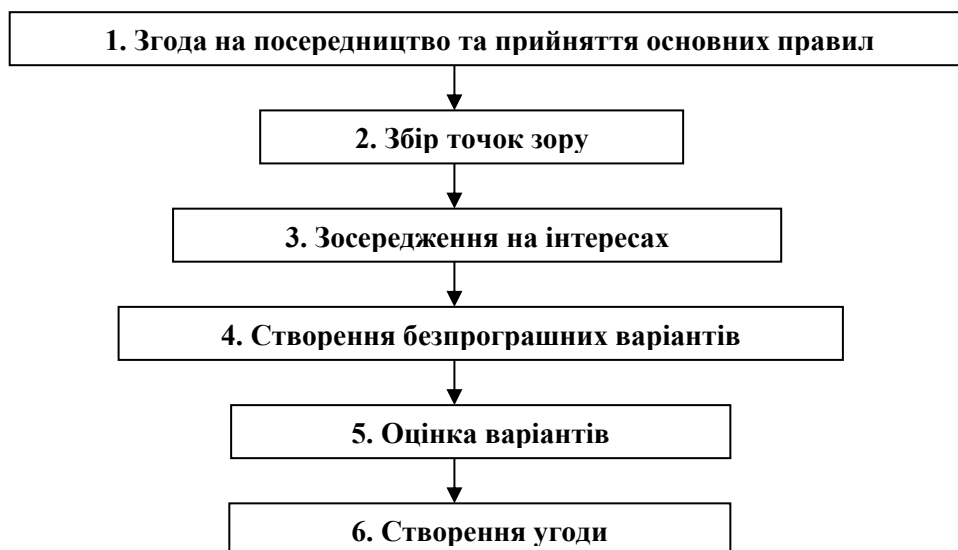 1. Згода на посередництво та прийняття основних правил
2. Збір точок зору
3. Зосередження на інтересах
4. Створення безпрограшних варіантів
5. Оцінка варіантів
6. Створення угоди